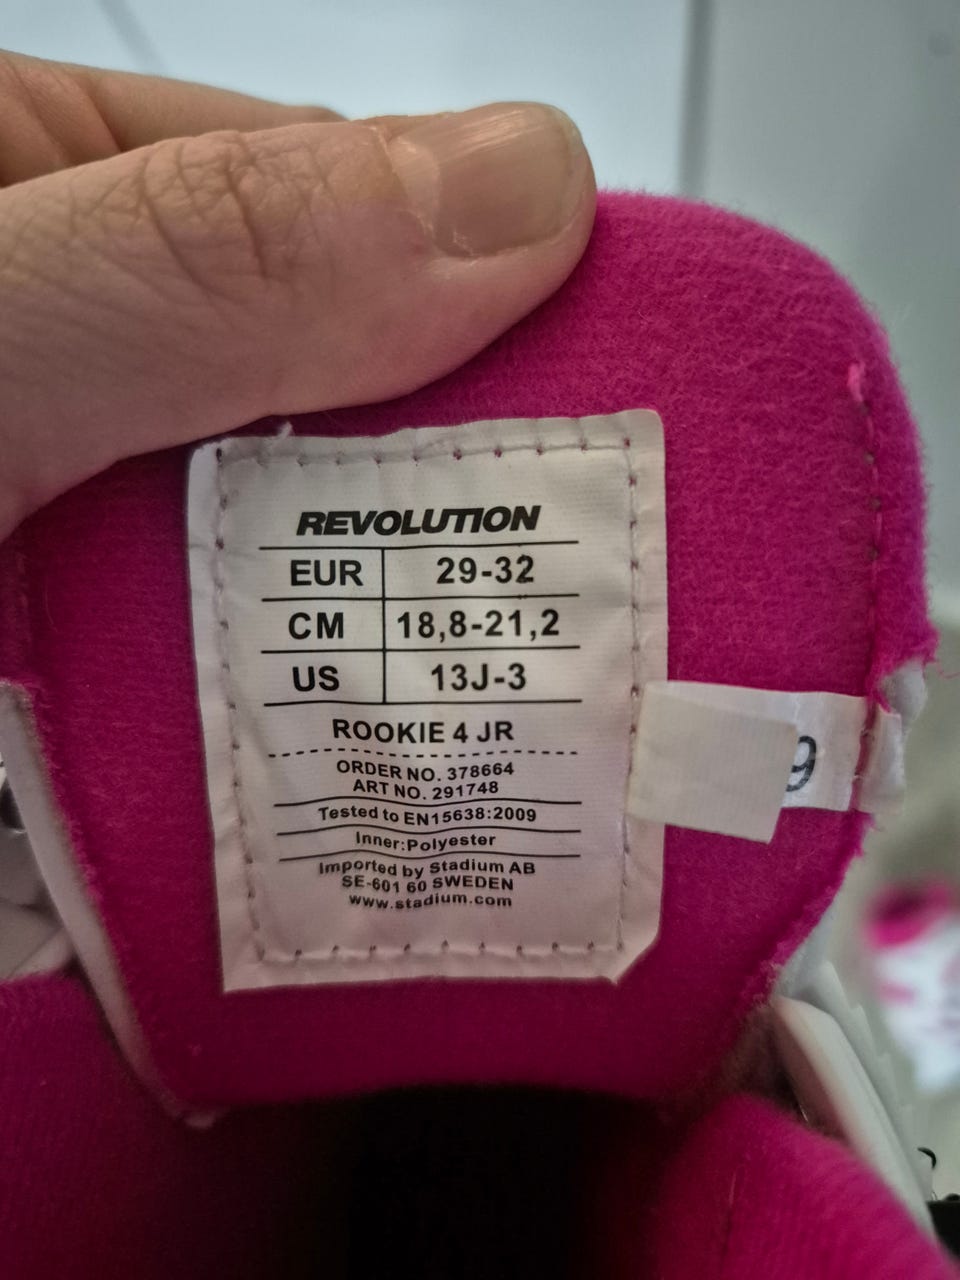 REVOLUTION
EUR 29-32
CM 18,8-21,2
US 13J-3
ROOKIE 4 JR
ORDER NO. 378664
ART NO. 291748
Tested to EN15638:2009
Inner:Polyester
Imported by Stadium AB
SE-601 60 SWEDEN
www.stadium.com
9